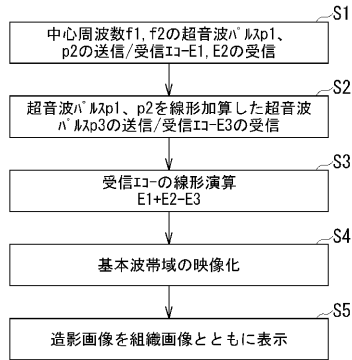 S1
中心周波数f1,f2の超音波ﾊﾟﾙｽp1、
p2の送信/受信ｴｺｰE1,E2の受信
S2
超音波ﾊﾟﾙｽp1、p2を線形加算した超音波
ﾊﾟﾙｽp3の送信/受信ｴｺｰE3の受信
S3
受信ｴｺｰの線形演算
E1+E2-E3
S4
基本波帯域の映像化
S5
造影画像を組織画像とともに表示